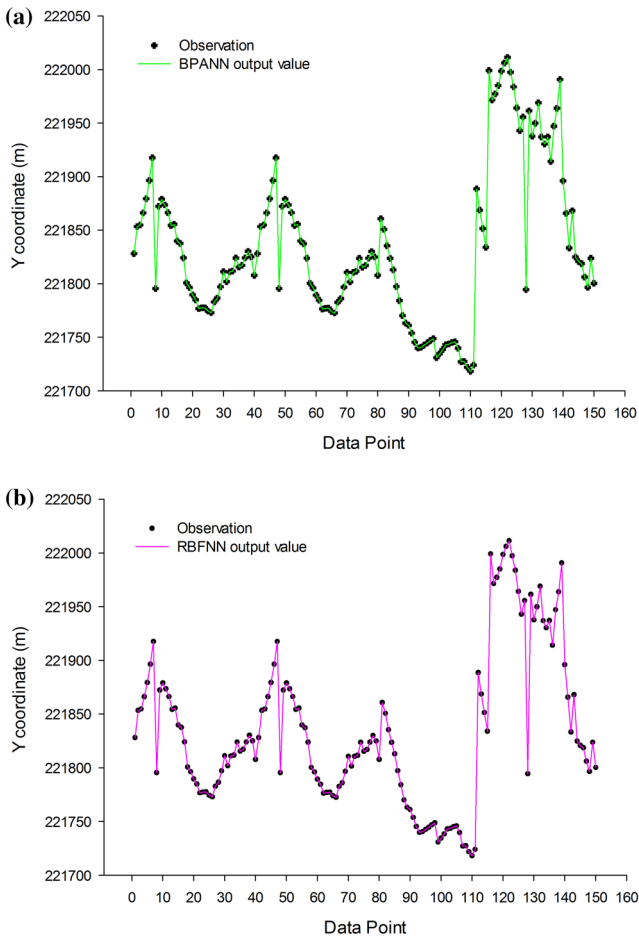 (a)
Observation
BPANN output value
222050
222000
221950
221900
221850
221800
221750
221700
Y coordinate (m)
0 10 20 30 40 50 60 70 80 90 100 110 120 130 140 150 160
Data Point
(b)
Observation
RBFNN output value
222050
222000
221950
221900
221850
221800
221750
221700
Y coordinate (m)
0 10 20 30 40 50 60 70 80 90 100 110 120 130 140 150 160
Data Point